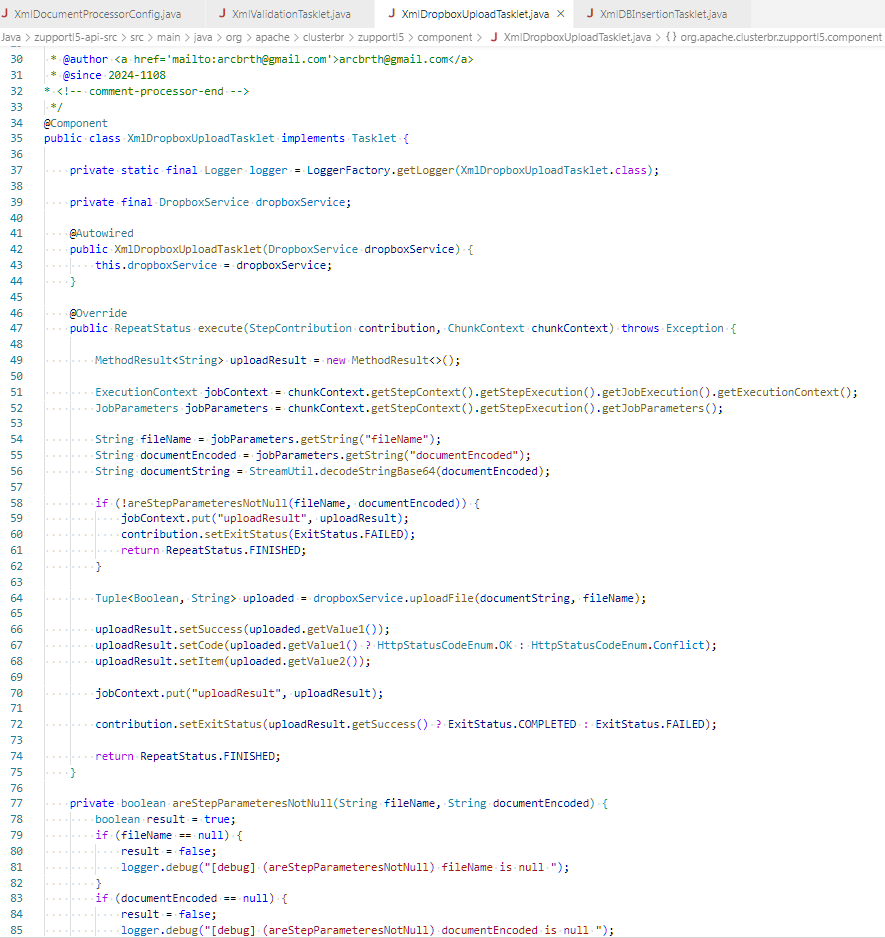 XmlDocumentProcessorConfig.java
XmlValidationTasklet.java
XmlDropboxUploadTasklet.java
XmlDBInsertionTasklet.java
Java > zupportl5-api-src > src > main > java > org > apache > clusterbr > zupportl5 > component > J XmlDropboxUploadTasklet.java > {} org.apache.clusterbr.zupportl5.component
30 * @author <a href='mailto:arcbrth@gmail.com'>arcbrth@gmail.com</a>
31 * @since 2024-1108
32 * <!-- comment-processor-end -->
33 */
34 @Component
35 public class XmlDropboxUploadTasklet implements Tasklet {
36
37 private static final Logger logger = LoggerFactory.getLogger(XmlDropboxUploadTasklet.class);
38
39 private final DropboxService dropboxService;
40
41 @Autowired
42 public XmlDropboxUploadTasklet(DropboxService dropboxService) {
43 this.dropboxService = dropboxService;
44 }
45
46 @Override
47 public RepeatStatus execute(StepContribution contribution, ChunkContext chunkContext) throws Exception {
48
49 MethodResult<String> uploadResult = new MethodResult<>();
50
51 ExecutionContext jobContext = chunkContext.getStepContext().getStepExecution().getJobExecution().getExecutionContext();
52 JobParameters jobParameters = chunkContext.getStepContext().getStepExecution().getJobParameters();
53
54 String fileName = jobParameters.getString("fileName");
55 String documentEncoded = jobParameters.getString("documentEncoded");
56 String documentString = StreamUtil.decodeStringBase64(documentEncoded);
57
58 if (!areStepParameteresNotNull(fileName, documentEncoded)) {
59 jobContext.put("uploadResult", uploadResult);
60 contribution.setExitStatus(ExitStatus.FAILED);
61 return RepeatStatus.FINISHED;
62 }
63
64 Tuple<Boolean, String> uploaded = dropboxService.uploadFile(documentString, fileName);
65
66 uploadResult.setSuccess(uploaded.getValue1());
67 uploadResult.setCode(uploaded.getValue1() ? HttpStatusCodeEnum.OK : HttpStatusCodeEnum.Conflict);
68 uploadResult.setItem(uploaded.getValue2());
69
70 jobContext.put("uploadResult", uploadResult);
71
72 contribution.setExitStatus(uploadResult.getSuccess() ? ExitStatus.COMPLETED : ExitStatus.FAILED);
73
74 return RepeatStatus.FINISHED;
75 }
76
77 private boolean areStepParameteresNotNull(String fileName, String documentEncoded) {
78 boolean result = true;
79 if (fileName == null) {
80 result = false;
81 logger.debug("[debug] (areStepParameteresNotNull) fileName is null ");
82 }
83 if (documentEncoded == null) {
84 result = false;
85 logger.debug("[debug] (areStepParameteresNotNull) documentEncoded is null ");